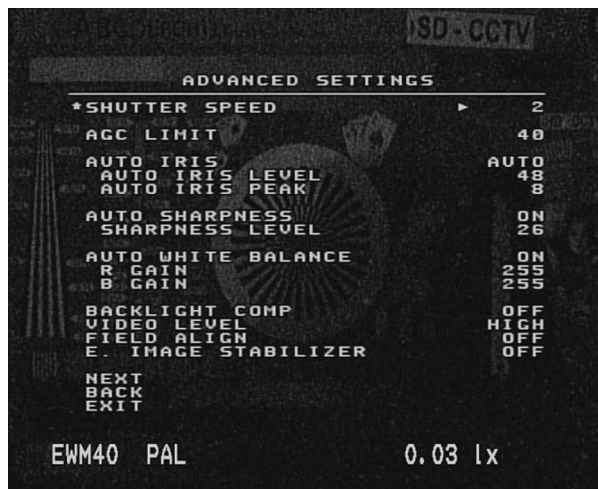 SD-CCTV
ADVANCED SETTINGS
*SHUTTER SPEED ► 2
AGC LIMIT 40
AUTO IRIS AUTO
AUTO IRIS LEVEL 48
AUTO IRIS PEAK 8
AUTO SHARPNESS ON
SHARPNESS LEVEL 26
AUTO WHITE BALANCE ON
R GAIN 255
B GAIN 255
BACKLIGHT COMP OFF
VIDEO LEVEL HIGH
FIELD ALIGN OFF
E. IMAGE STABILIZER OFF
NEXT
BACK
EXIT
EWM40 PAL 0.03 lx